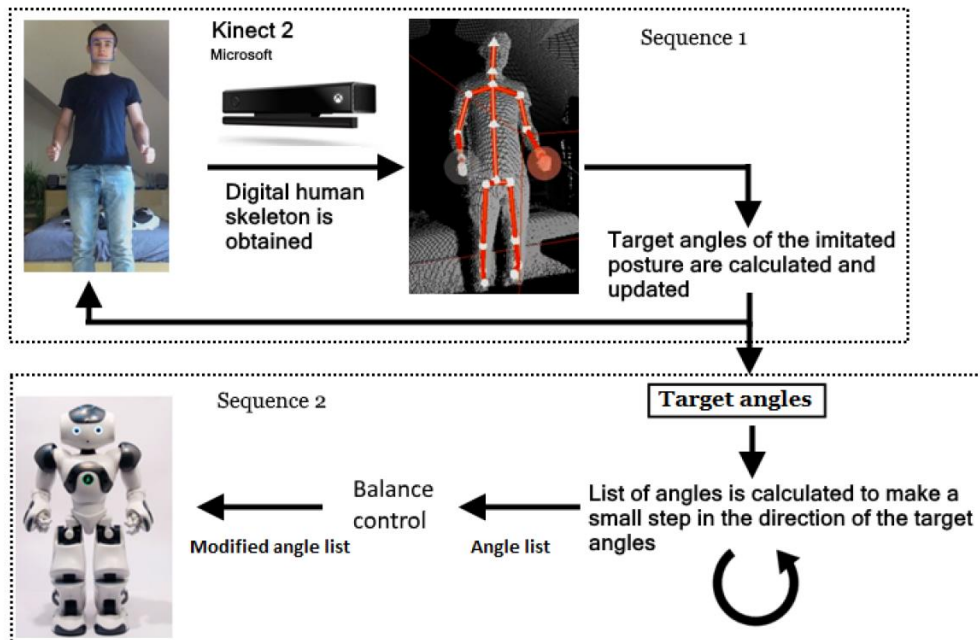 Kinect 2
Microsoft
Sequence 1
Digital human
skeleton is
obtained
Target angles of the imitated
posture are calculated and
updated
Sequence 2
Target angles
List of angles is calculated to make a
small step in the direction of the target
angles
Angle list
Balance
control
Modified angle list